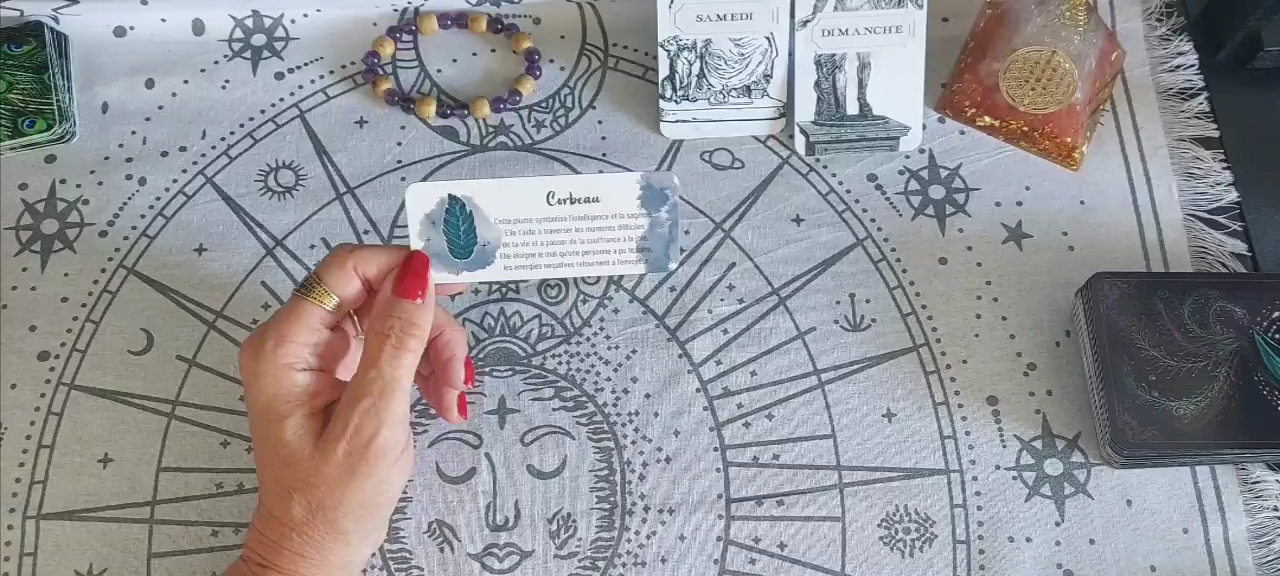 SAMEDI
DIMANCHE
Corbeau
Cette plume symbolise l'intelligence et la sagesse.
Elle t'aide à traverser les moments difficiles
de ta vie et à passer de la souffrance à la joie.
Elle éloigne le mal qu'une personne a pu te faire,
les énergies négatives retournent à l'envoyeur.